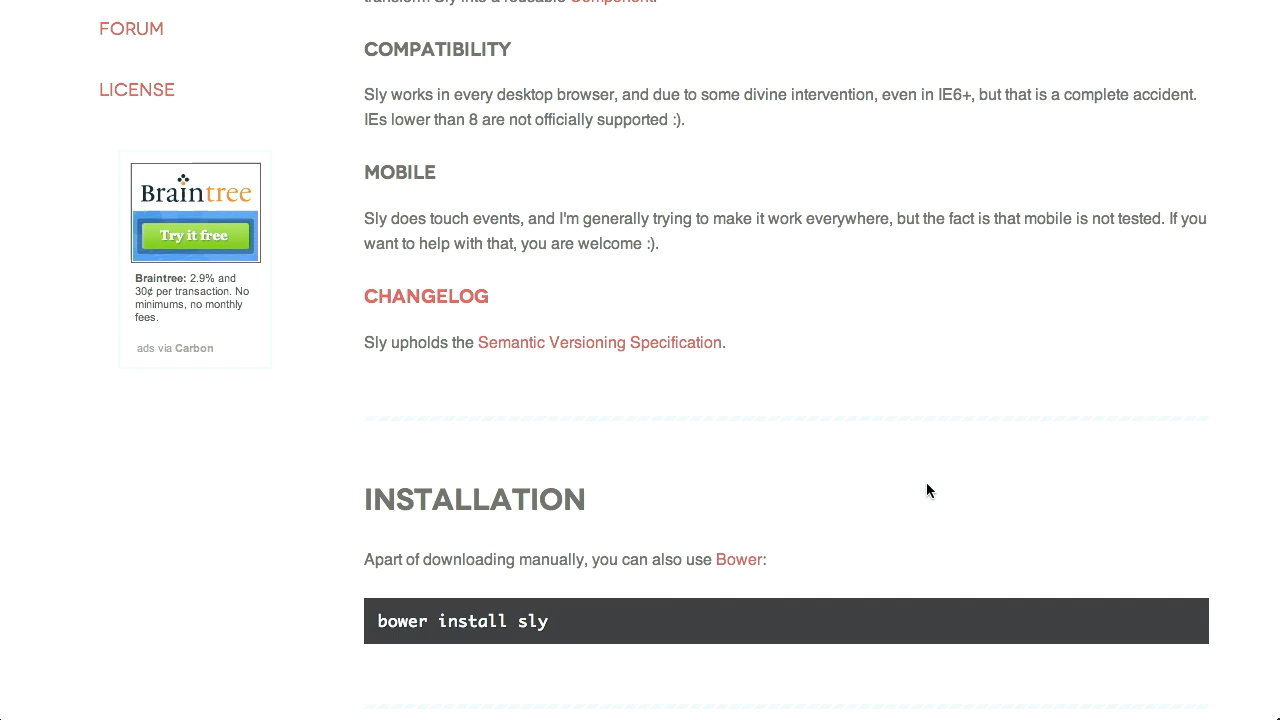 FORUM
LICENSE
Braintree
Try it free
Braintree: 2.9% and
30¢ per transaction. No
minimums, no monthly
fees.
ads via Carbon
transform Sly into a reusable Component.
COMPATIBILITY
Sly works in every desktop browser, and due to some divine intervention, even in IE6+, but that is a complete accident.
IEs lower than 8 are not officially supported :).
MOBILE
Sly does touch events, and I'm generally trying to make it work everywhere, but the fact is that mobile is not tested. If you
want to help with that, you are welcome :).
CHANGELOG
Sly upholds the Semantic Versioning Specification.
INSTALLATION
Apart of downloading manually, you can also use Bower:
bower install sly